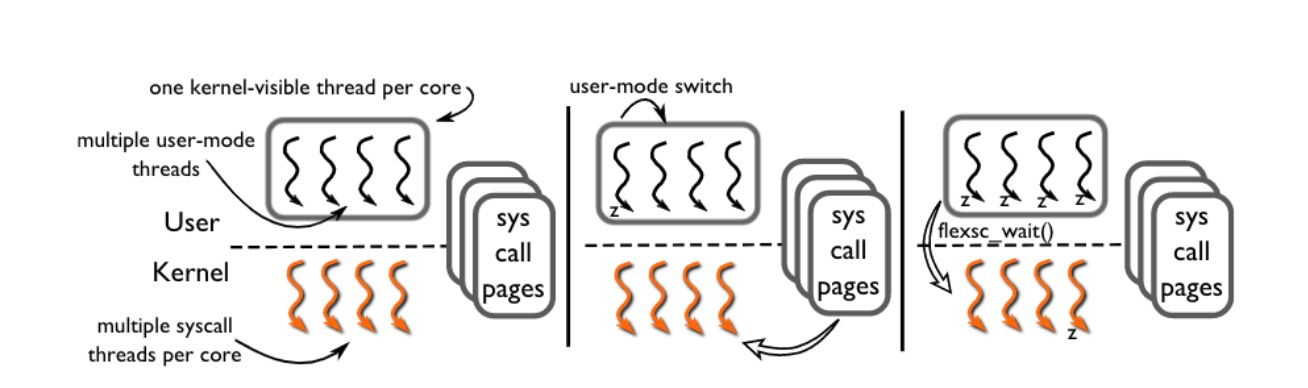 one kernel-visible thread per core
multiple user-mode
threads
User
Kernel
multiple syscall
threads per core
sys
call
pages
user-mode switch
z
sys
call
pages
z
z
z
z
flexsc_wait()
z
sys
call
pages